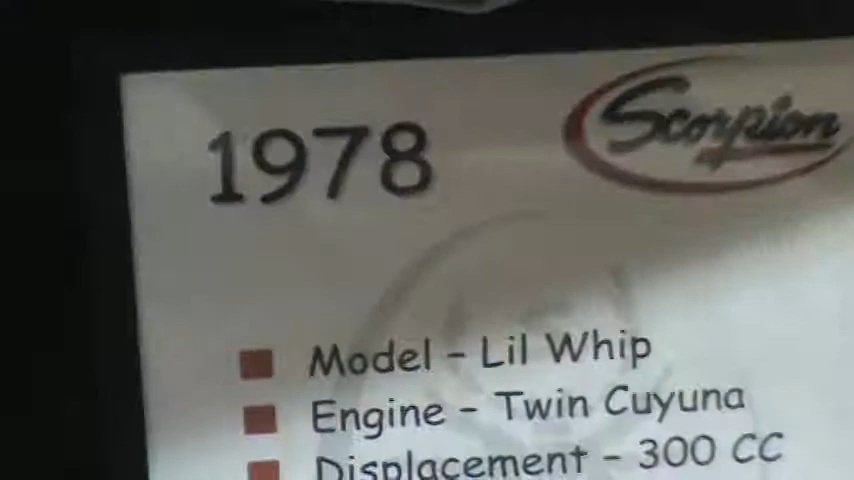 1978
Scorpion
Model - Lil Whip
Engine - Twin Cuyuna
Displacement - 300 CC